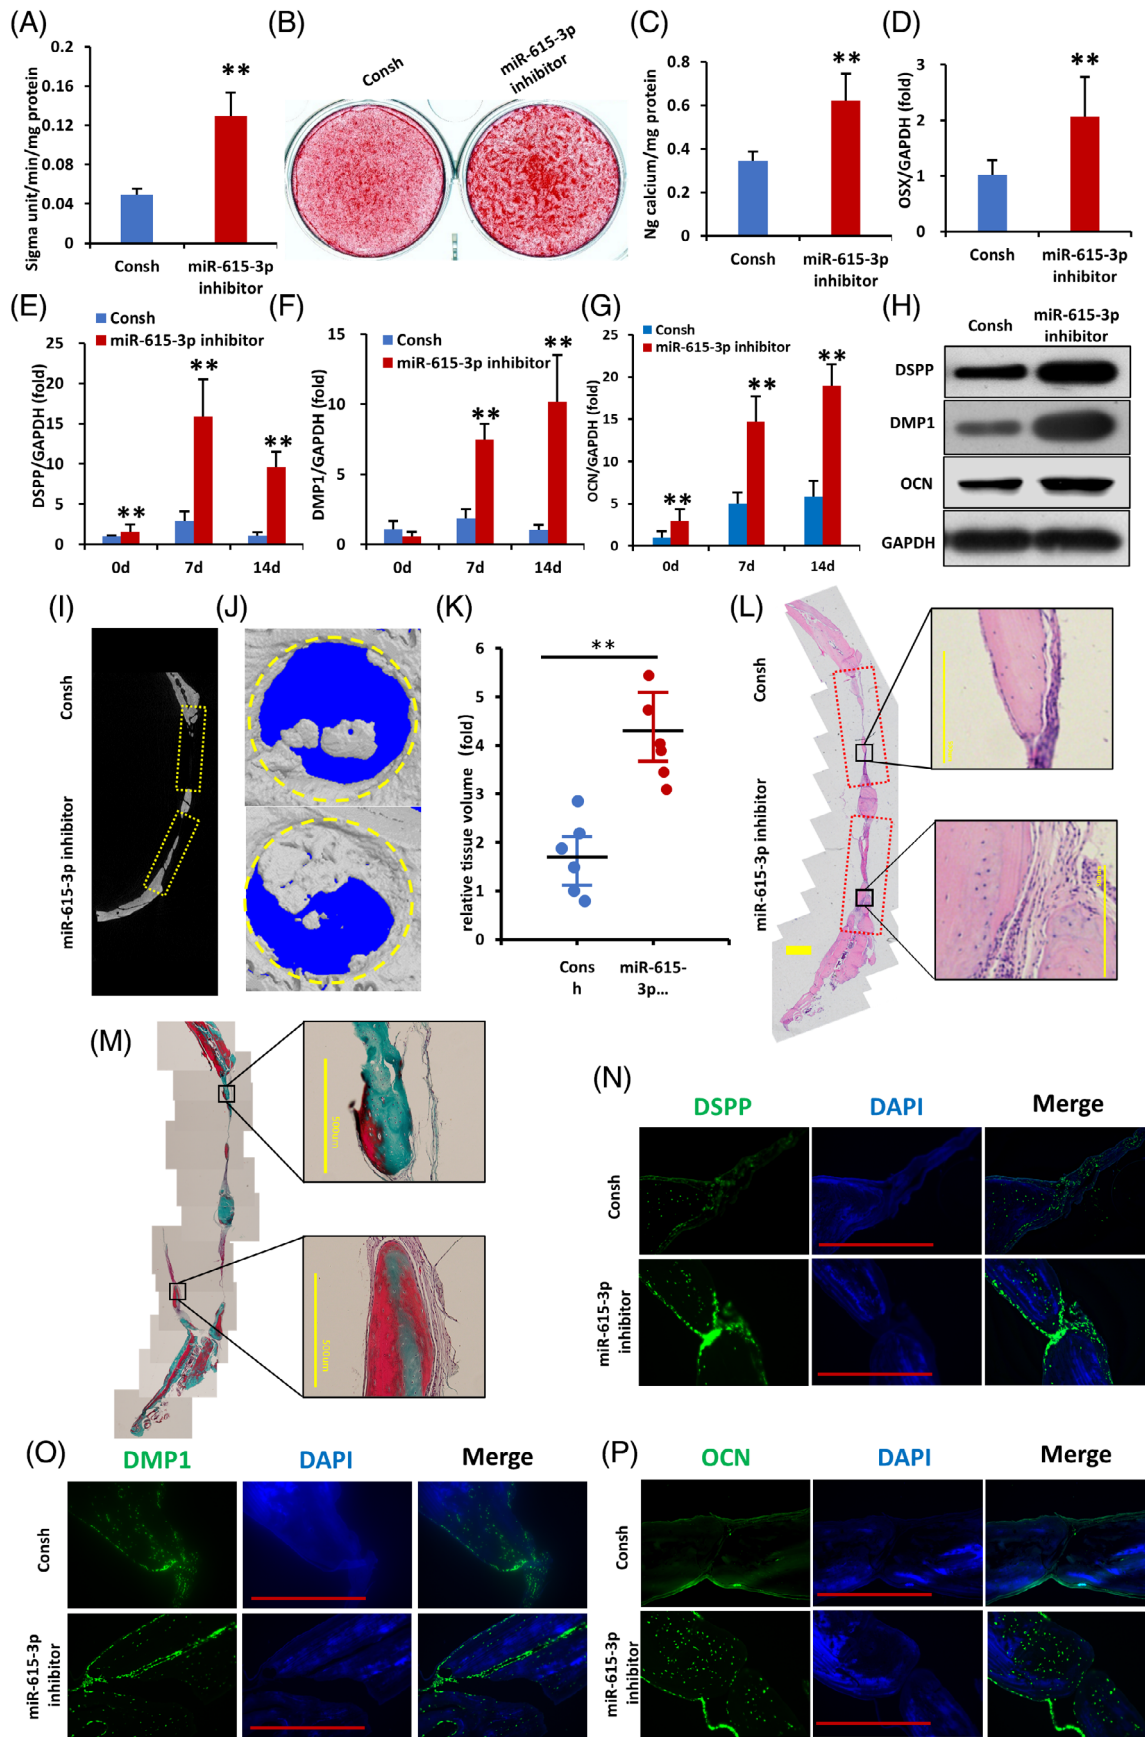 (A)
0.2
0.16
0.12
0.08
0.04
0
Sigma unit/min/mg protein
**
Consh
miR-615-3p
inhibitor
(B)
Consh
miR-615-3p
inhibitor
(C)
0.8
0.6
0.4
0.2
0
Ng calcium/mg protein
**
Consh
miR-615-3p
inhibitor
(D)
3
2
1
0
OSX/GAPDH (fold)
**
Consh
miR-615-3p
inhibitor
(E)
Consh
miR-615-3p inhibitor
25
20
15
10
5
0
DSPP/GAPDH (fold)
**
**
**
0d
7d
14d
(F)
Consh
miR-615-3p inhibitor
15
10
5
0
DMP1/GAPDH (fold)
**
**
0d
7d
14d
(G)
Consh
miR-615-3p inhibitor
25
20
15
10
5
0
OCN/GAPDH (fold)
**
**
**
0d
7d
14d
(H)
Consh
miR-615-3p
inhibitor
DSPP
DMP1
OCN
GAPDH
(I)
Consh
miR-615-3p inhibitor
(J)
(K)
6
5
4
3
2
1
0
relative tissue volume (fold)
**
Cons
h
miR-615-
3p...
(L)
Consh
miR-615-3p inhibitor
(M)
500um
500um
(N)
DSPP
DAPI
Merge
Consh
miR-615-3p
inhibitor
(O)
DMP1
DAPI
Merge
Consh
miR-615-3p
inhibitor
(P)
OCN
DAPI
Merge
Consh
miR-615-3p
inhibitor